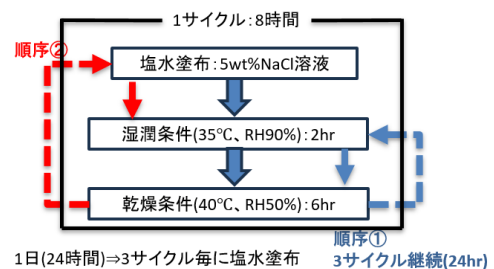 1サイクル：8時間
順序②
塩水塗布：5wt%NaCl溶液
湿潤条件(35℃、RH90%)：2hr
乾燥条件(40℃、RH50%)：6hr
順序①
1日(24時間)⇒3サイクル毎に塩水塗布
3サイクル継続(24hr)